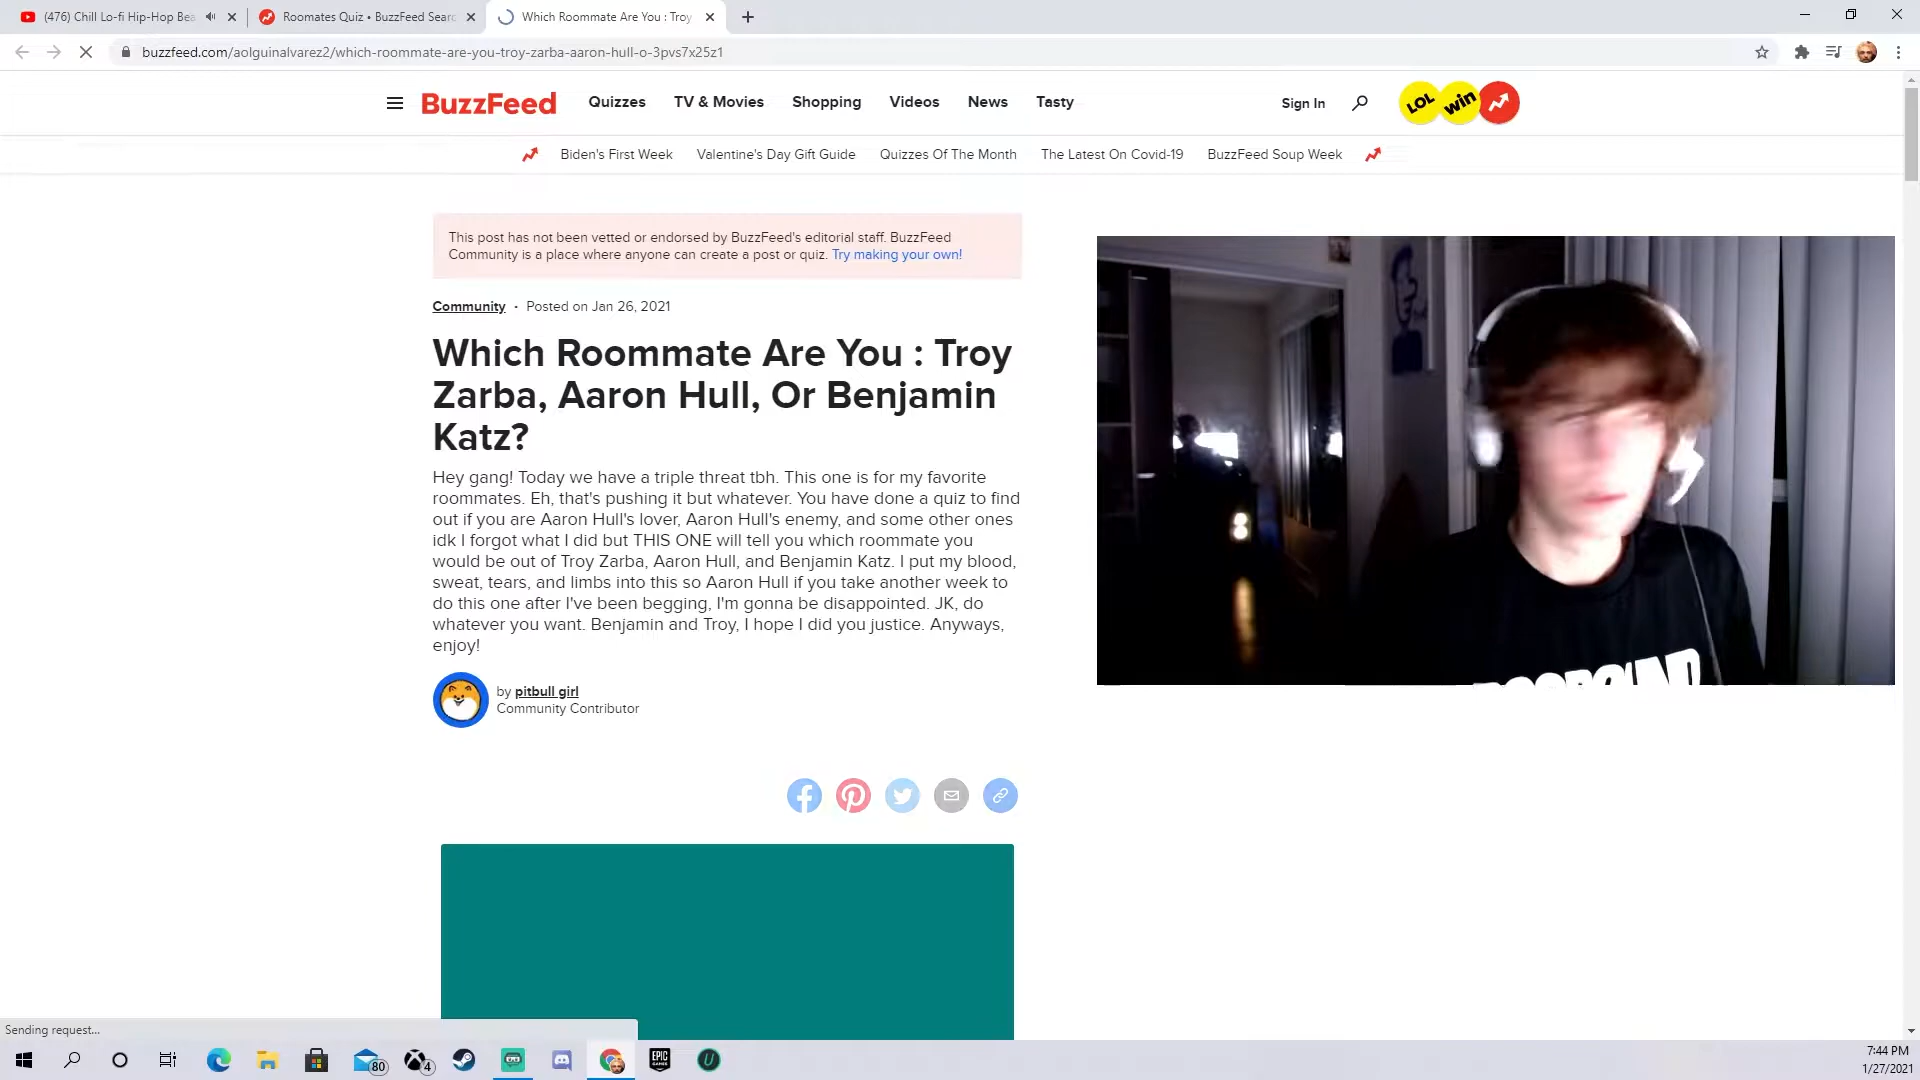 (476) Chill Lo-fi Hip-Hop Bea
Roomates Quiz • BuzzFeed Searc
Which Roommate Are You : Troy
buzzfeed.com/aolguinalvarez2/which-roommate-are-you-troy-zarba-aaron-hull-o-3pvs7x25z1
BuzzFeed
Quizzes
TV & Movies
Shopping
Videos
News
Tasty
Sign In
LOL
win
Biden's First Week
Valentine's Day Gift Guide
Quizzes Of The Month
The Latest On Covid-19
BuzzFeed Soup Week
This post has not been vetted or endorsed by BuzzFeed's editorial staff. BuzzFeed
Community is a place where anyone can create a post or quiz. Try making your own!
Community · Posted on Jan 26, 2021
Which Roommate Are You : Troy
Zarba, Aaron Hull, Or Benjamin
Katz?
Hey gang! Today we have a triple threat tbh. This one is for my favorite
roommates. Eh, that's pushing it but whatever. You have done a quiz to find
out if you are Aaron Hull's lover, Aaron Hull's enemy, and some other ones
idk I forgot what I did but THIS ONE will tell you which roommate you
would be out of Troy Zarba, Aaron Hull, and Benjamin Katz. I put my blood,
sweat, tears, and limbs into this so Aaron Hull if you take another week to
do this one after I've been begging, I'm gonna be disappointed. JK, do
whatever you want. Benjamin and Troy, I hope I did you justice. Anyways,
enjoy!
by pitbull girl
Community Contributor
Sending request...
80
4
EPIC
GAMES
U
7:44 PM
1/27/2021